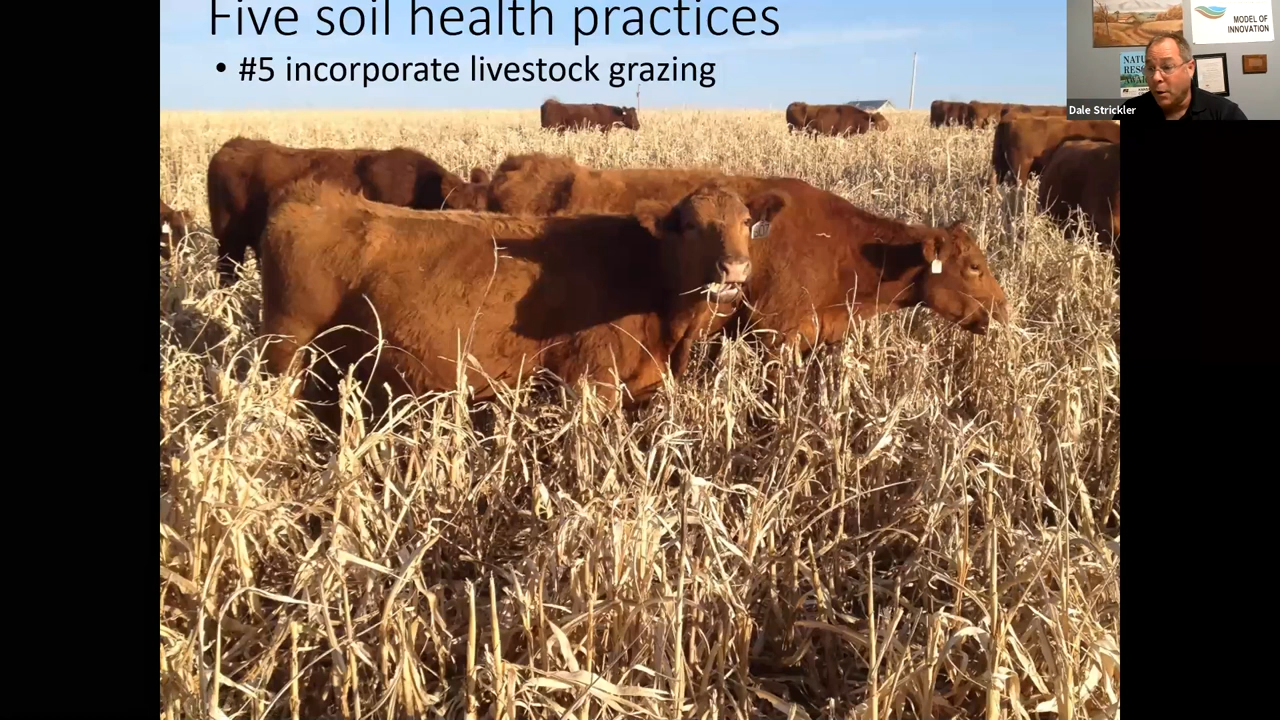 Five soil health practices
• #5 incorporate livestock grazing
MODEL OF
INNOVATION
Dale Strickler